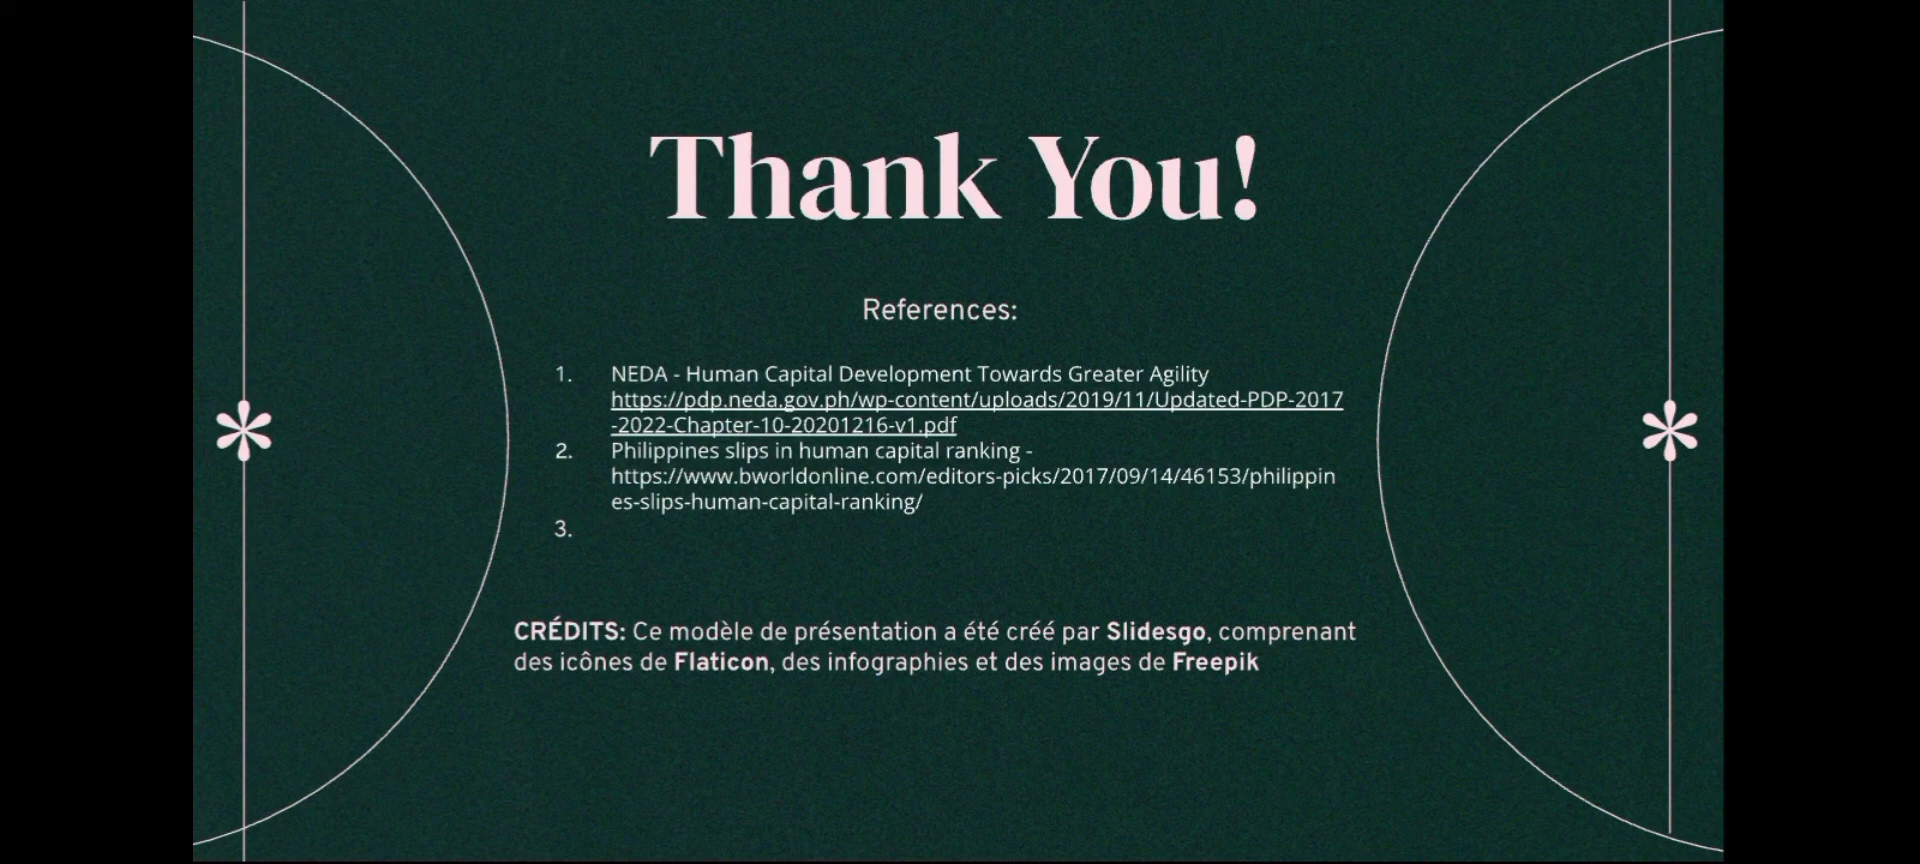 Thank You!
References:
1. NEDA - Human Capital Development Towards Greater Agility
https://pdp.neda.gov.ph/wp-content/uploads/2019/11/Updated-PDP-2017
-2022-Chapter-10-20201216-v1.pdf
2. Philippines slips in human capital ranking -
https://www.bworldonline.com/editors-picks/2017/09/14/46153/philippin
es-slips-human-capital-ranking/
3.
CRÉDITS: Ce modèle de présentation a été créé par Slidesgo, comprenant
des icônes de Flaticon, des infographies et des images de Freepik